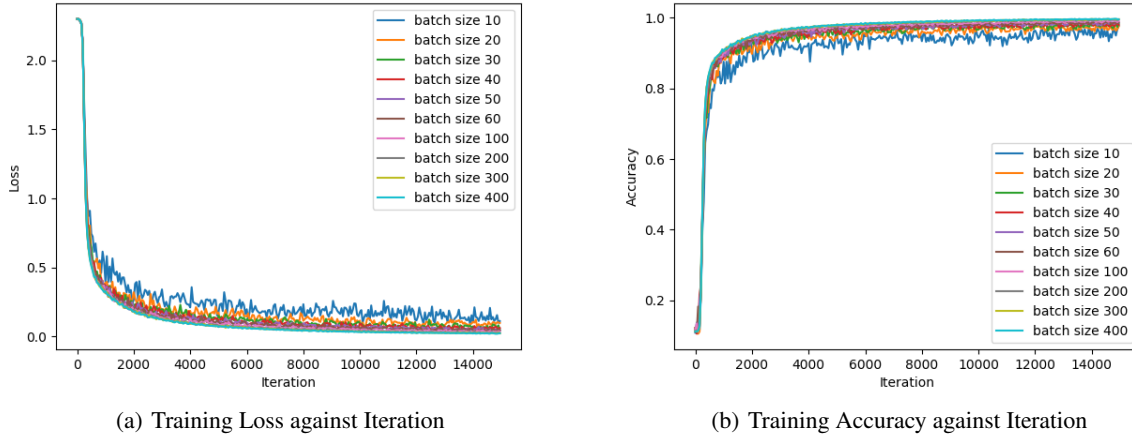 2.0
1.5
1.0
0.5
0.0
Loss
0
2000
4000
6000
8000
10000
12000
14000
Iteration
batch size 10
batch size 20
batch size 30
batch size 40
batch size 50
batch size 60
batch size 100
batch size 200
batch size 300
batch size 400
(a) Training Loss against Iteration
1.0
0.8
0.6
0.4
0.2
Accuracy
0
2000
4000
6000
8000
10000
12000
14000
Iteration
batch size 10
batch size 20
batch size 30
batch size 40
batch size 50
batch size 60
batch size 100
batch size 200
batch size 300
batch size 400
(b) Training Accuracy against Iteration